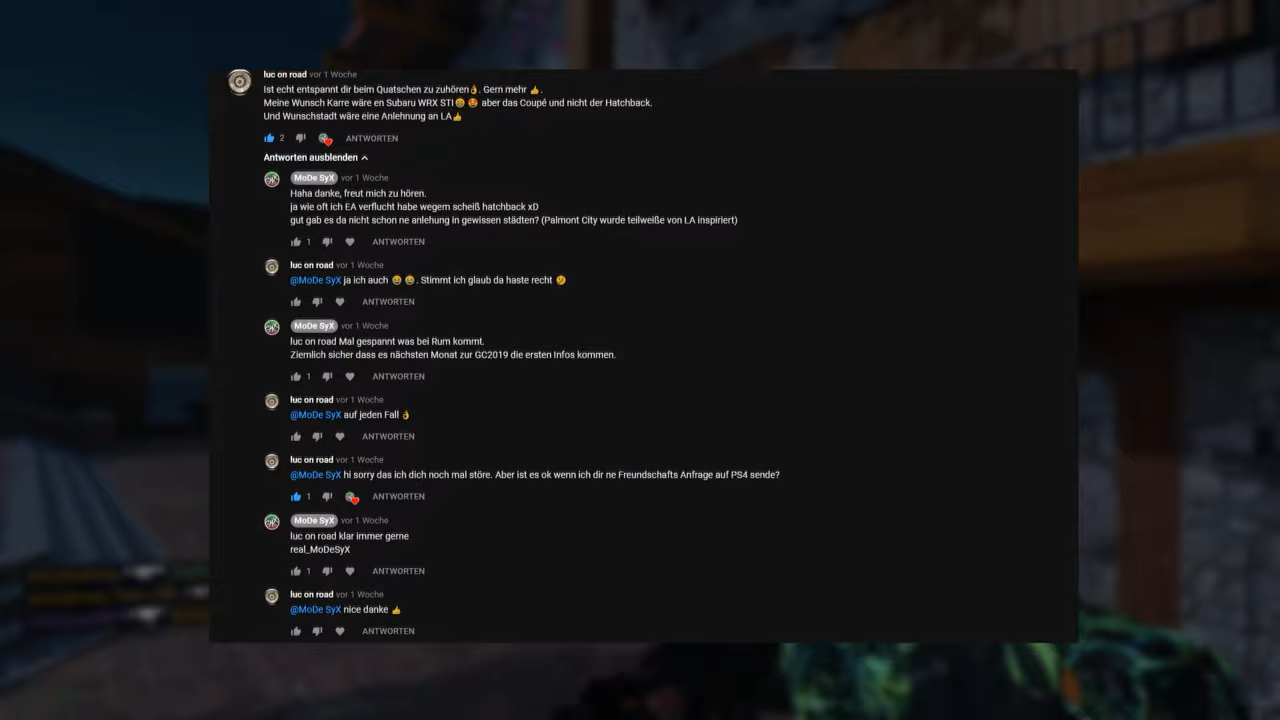 luc on road vor 1 Woche
Ist echt entspannt dir beim Quatschen zu zuhören👌. Gern mehr 👍.
Meine Wunsch Karre wäre en Subaru WRX STI😁 😍 aber das Coupé und nicht der Hatchback.
Und Wunschstadt wäre eine Anlehnung an LA👍
2 ANTWORTEN
Antworten ausblenden
MoDe SyX vor 1 Woche
Haha danke, freut mich zu hören.
ja wie oft ich EA verflucht habe wegem scheiß hatchback xD
gut gab es da nicht schon ne anlehung in gewissen städten? (Palmont City wurde teilweiße von LA inspiriert)
1 ANTWORTEN
luc on road vor 1 Woche
@MoDe SyX ja ich auch 😂 😂. Stimmt ich glaub da haste recht 🤔
ANTWORTEN
MoDe SyX vor 1 Woche
luc on road Mal gespannt was bei Rum kommt.
Ziemlich sicher dass es nächsten Monat zur GC2019 die ersten Infos kommen.
1 ANTWORTEN
luc on road vor 1 Woche
@MoDe SyX auf jeden Fall 👌
ANTWORTEN
luc on road vor 1 Woche
@MoDe SyX hi sorry das ich dich noch mal störe. Aber ist es ok wenn ich dir ne Freundschafts Anfrage auf PS4 sende?
1 ANTWORTEN
MoDe SyX vor 1 Woche
luc on road klar immer gerne
real_MoDeSyX
1 ANTWORTEN
luc on road vor 1 Woche
@MoDe SyX nice danke 👍
ANTWORTEN